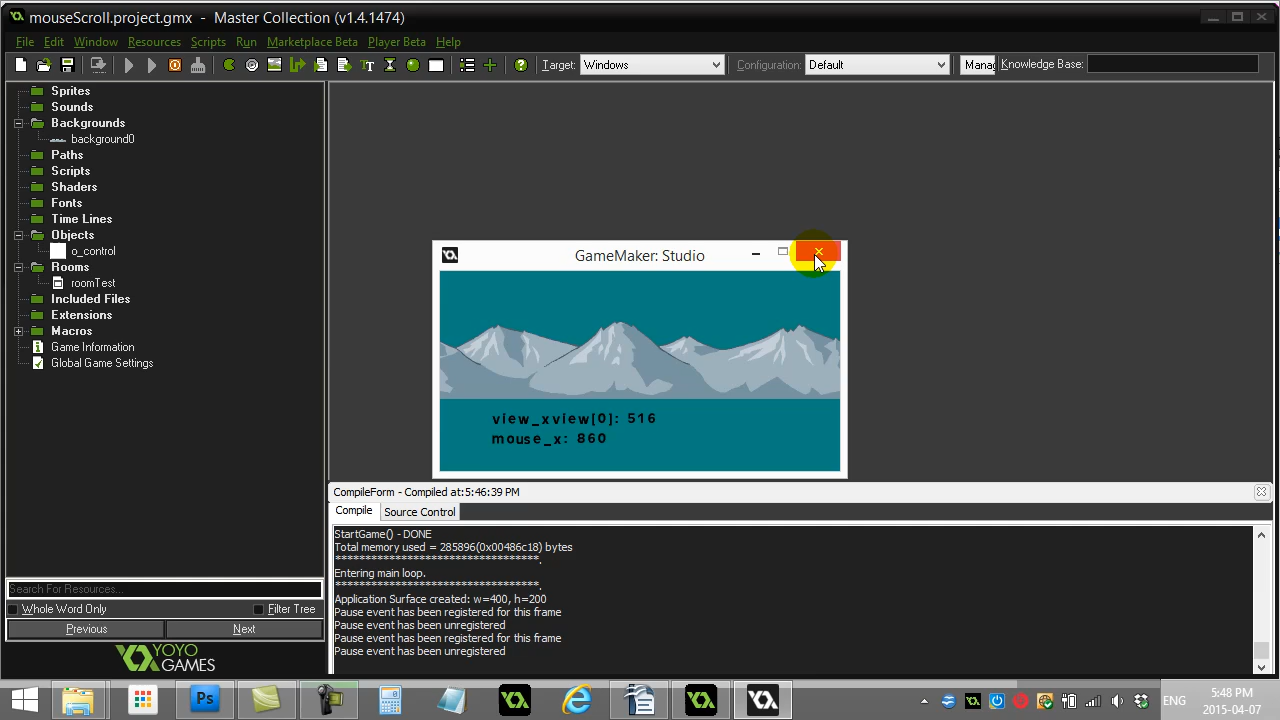 mouseScroll.project.gmx - Master Collection (v1.4.1474)
File Edit Window Resources Scripts Run Marketplace Beta Player Beta Help
Target: Windows Configuration: Default Manag Knowledge Base:
Sprites
Sounds
Backgrounds
background0
Paths
Scripts
Shaders
Fonts
Time Lines
Objects
o_control
Rooms
roomTest
Included Files
Extensions
Macros
Game Information
Global Game Settings
GameMaker: Studio
view_xview[0]: 516
mouse_x: 860
CompileForm - Compiled at:5:46:39 PM
Compile Source Control
StartGame() - DONE
Total memory used = 285896(0x00486c18) bytes
***********************************.
Entering main loop.
***********************************.
Application Surface created: w=400, h=200
Pause event has been registered for this frame
Pause event has been unregistered
Pause event has been registered for this frame
Pause event has been unregistered
Search For Resources...
Whole Word Only Filter Tree
Previous Next
YOYO
GAMES
Ps
ENG
5:48 PM
2015-04-07